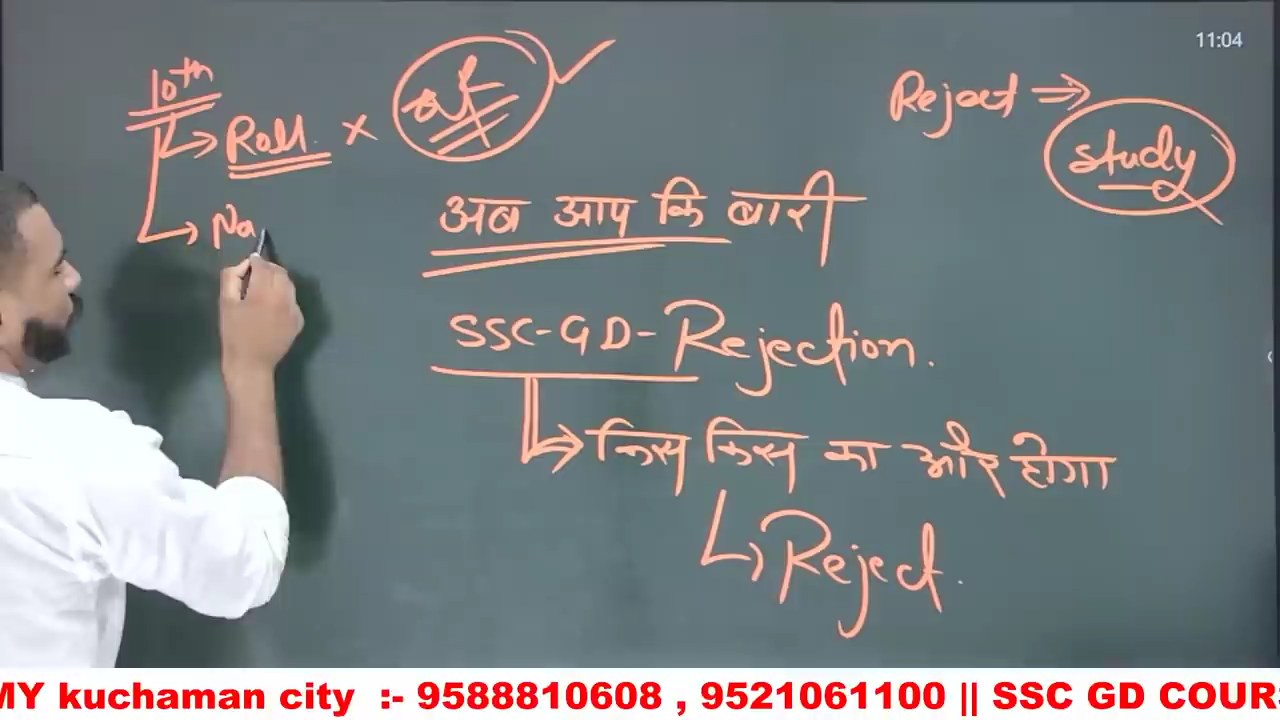 11:04
10th
Roll. ×
Reject ⇒
study
Na
अब आप कि बारी
SSC-GD-Rejection.
किस किस का और होगा
Reject.
MY kuchaman city :- 9588810608 , 9521061100 || SSC GD COUR